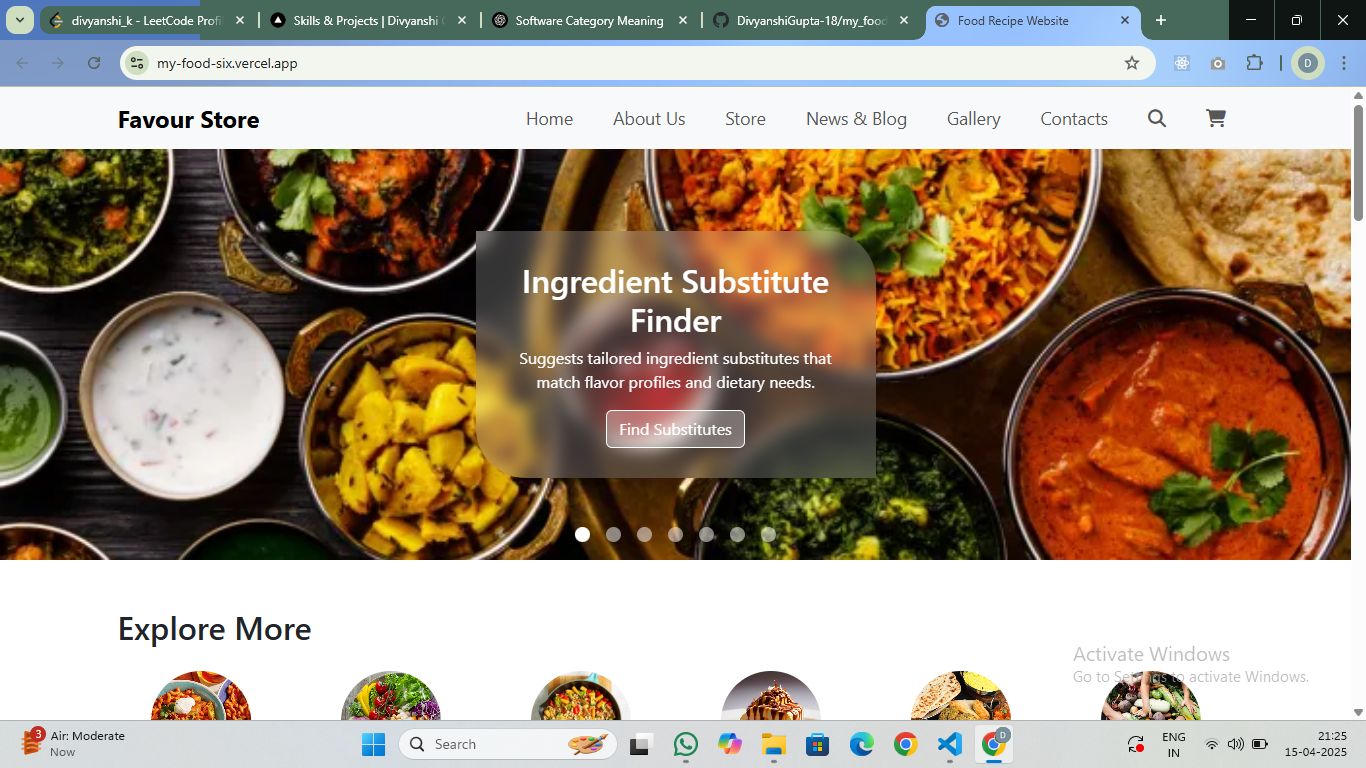 divyanshi_k - LeetCode Profi
Skills & Projects | Divyanshi G
Software Category Meaning
DivyanshiGupta-18/my_food
Food Recipe Website
my-food-six.vercel.app
D
Favour Store
Home
About Us
Store
News & Blog
Gallery
Contacts
Ingredient Substitute
Finder
Suggests tailored ingredient substitutes that
match flavor profiles and dietary needs.
Find Substitutes
Explore More
Activate Windows
Go to Settings to activate Windows.
3
Air: Moderate
Now
Search
D
ENG
IN
21:25
15-04-2025